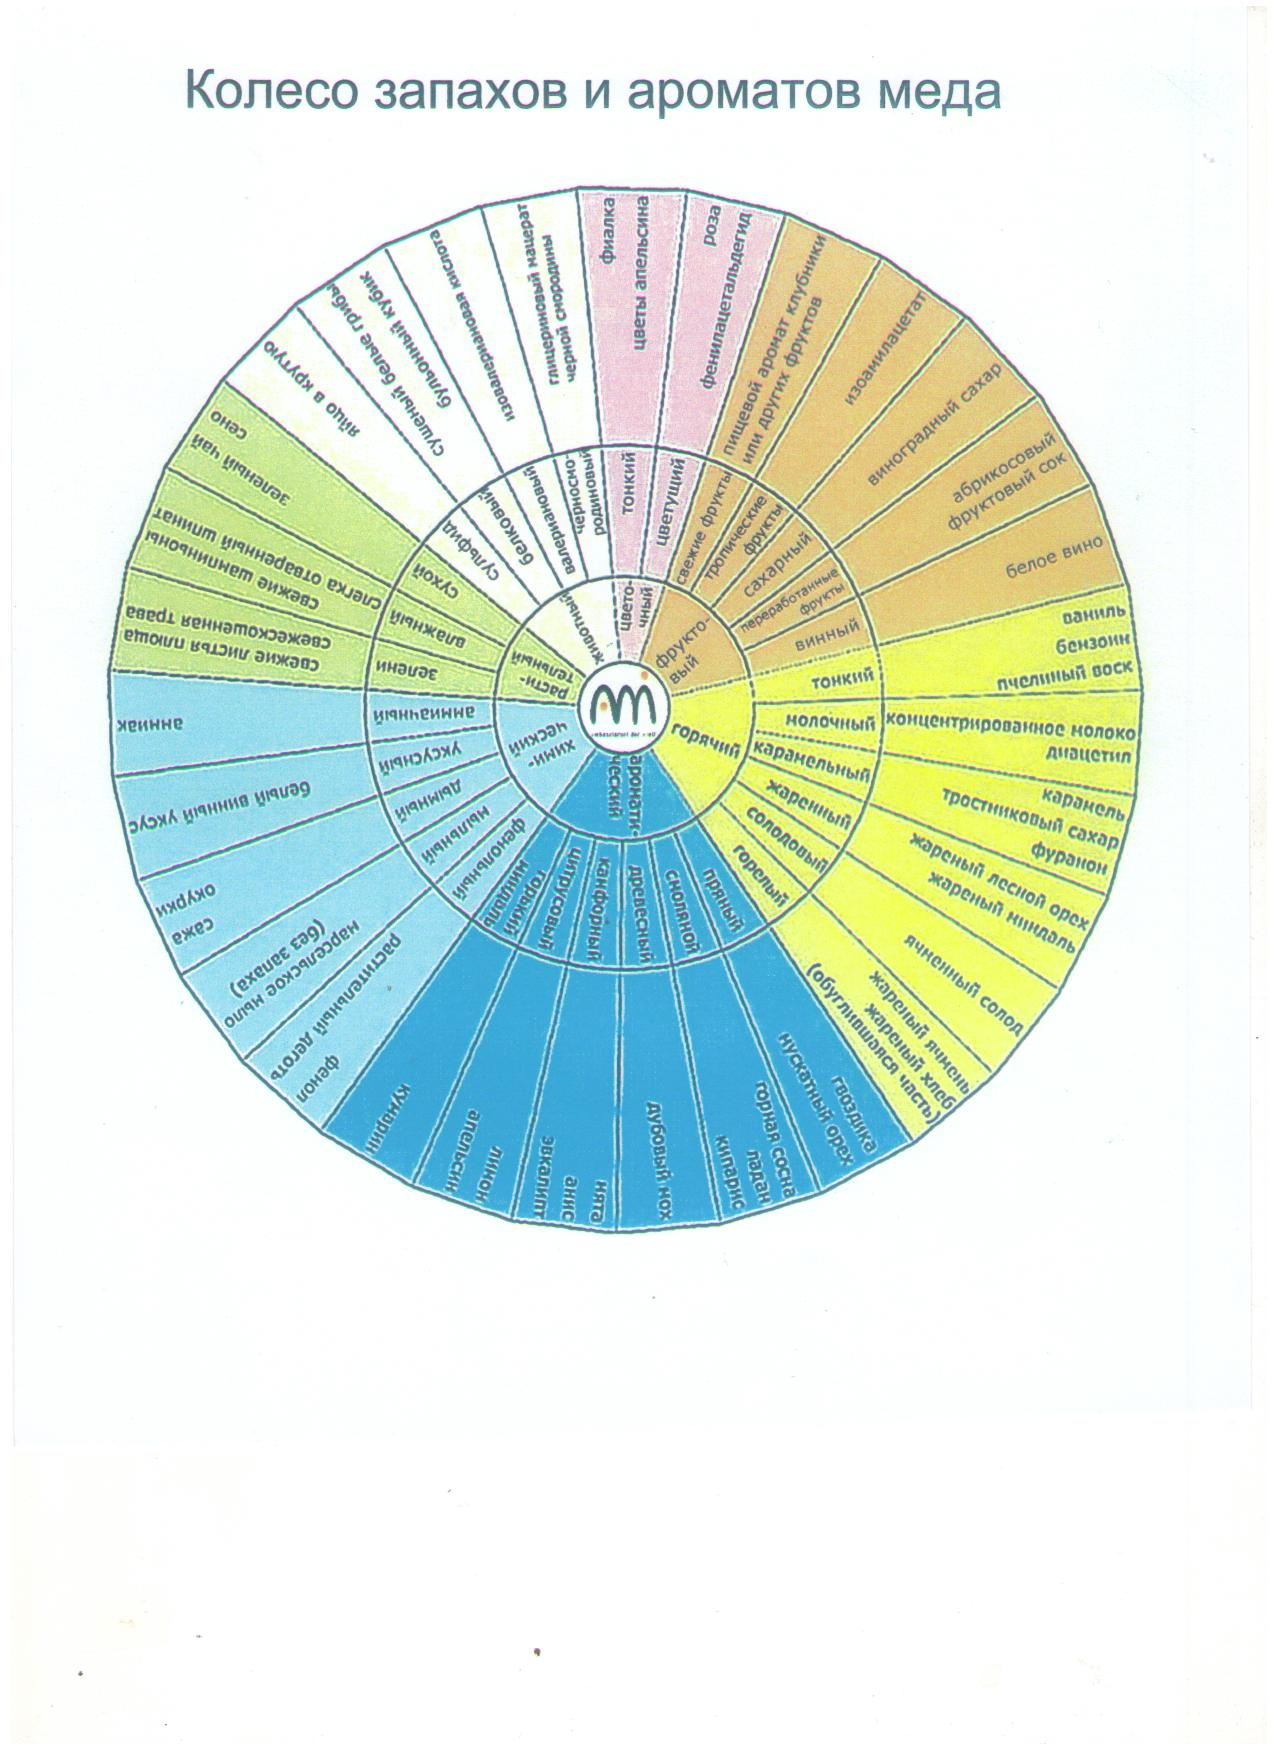 Колесо запахов и ароматов меда
фиалка
цветы апельсина
роза
фенилацетальдегид
пищевой аромат клубники
или других фруктов
изоамилацетат
виноградный сахар
абрикосовый
фруктовый сок
белое вино
ваниль
бензоин
пчелиный воск
концентрированное молоко
диацетил
карамель
тростниковый сахар
фуранон
жареный лесной орех
жареный миндаль
ячменный солод
жареный ячмень
жареный хлеб
(обуглившаяся часть)
гвоздика
мускатный орех
горная сосна
ладан
кипарис
дубовый мох
мята
анис
эвкалипт
лимон
апельсин
кумарин
фенол
растительный деготь
марсельское мыло
(без запаха)
сажа
окурки
белый винный уксус
аммиак
свежие листья плюща
свежескошенная трава
свежие шампиньоны
слегка отваренный шпинат
зеленый чай
сено
яйцо в крутую
сушеный белые грибы
бульонный кубик
изовалериановая кислота
глицериновый мацерат
черной смородины
тонкий
цветущий
свежие фрукты
тропические
фрукты
сахарный
переработанные
фрукты
винный
тонкий
молочный
карамельный
жаренный
солодовый
горелый
пряный
смоляной
древесный
камфорный
цитрусовый
горький
миндаль
фенольный
мыльный
дымный
уксусный
аммиачный
зелени
влажный
сухой
сульфид
белковый
валериановый
черносмо-
родиновый
цвето-
чный
фрукто-
вый
горячий
аромати-
ческий
хими-
ческий
расти-
тельный
животный